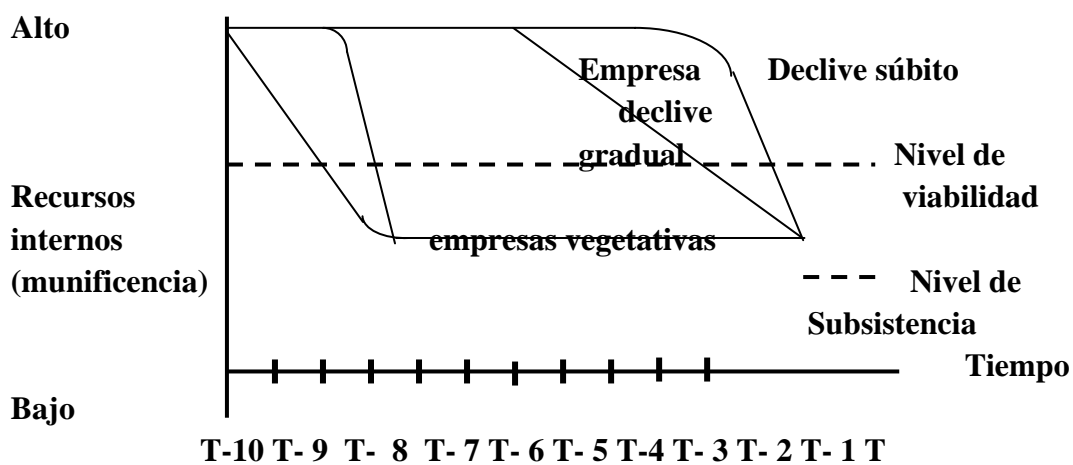 Alto
Empresa
declive
gradual
Declive súbito
Nivel de
viabilidad
Recursos
internos
(munificencia)
empresas vegetativas
Nivel de
Subsistencia
Tiempo
Bajo
T-10 T- 9 T- 8 T- 7 T- 6 T- 5 T-4 T- 3 T- 2 T- 1 T